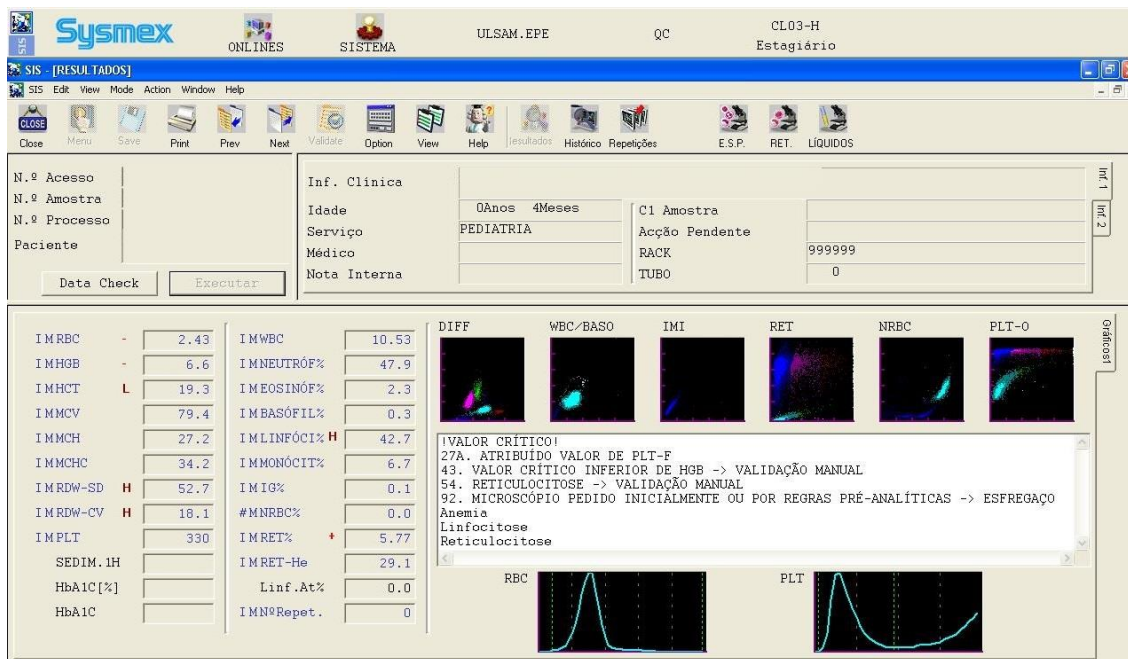 SIS
Sysmex
ONLINES
SISTEMA
ULSAM.EPE
QC
CL03-H
Estagiário
SIS - [RESULTADOS]
SIS Edit View Mode Action Window Help
CLOSE
Close Menu Save Print Prev Next Validate Option View Help Histórico Repetições E.S.P. RET. LÍQUIDOS
N.º Acesso
N.º Amostra
N.º Processo
Paciente
Data Check
Executar
Inf. Clínica
Idade 0Anos 4Meses C1 Amostra
Serviço PEDIATRIA Acção Pendente
Médico RACK 999999
Nota Interna TUBO 0
Inf. 1
Inf. 2
IMRBC - 2.43
IMHGB - 6.6
IMHCT L 19.3
IMMCV 79.4
IMMCH 27.2
IMMCHC 34.2
IMRDW-SD H 52.7
IMRDW-CV H 18.1
IMPLT 330
SEDIM.1H
HbA1C[%]
HbA1C
IMWBC 10.53
IMNEUTRÓF% 47.9
IMEOSINÓF% 2.3
IMBASÓFIL% 0.3
IMLINFÓCI% H 42.7
IMMONÓCIT% 6.7
IMIG% 0.1
#MNRBC% 0.0
IMRET% + 5.77
IMRET-He 29.1
Linf.At% 0.0
IMNºRepet. 0
DIFF WBC/BASO IMI RET NRBC PLT-O
Gráficos1
!VALOR CRÍTICO!
27A. ATRIBUÍDO VALOR DE PLT-F
43. VALOR CRÍTICO INFERIOR DE HGB -> VALIDAÇÃO MANUAL
54. RETICULOCITOSE -> VALIDAÇÃO MANUAL
92. MICROSCÓPIO PEDIDO INICIALMENTE OU POR REGRAS PRÉ-ANALÍTICAS -> ESFREGAÇO
Anemia
Linfocitose
Reticulocitose
RBC
PLT